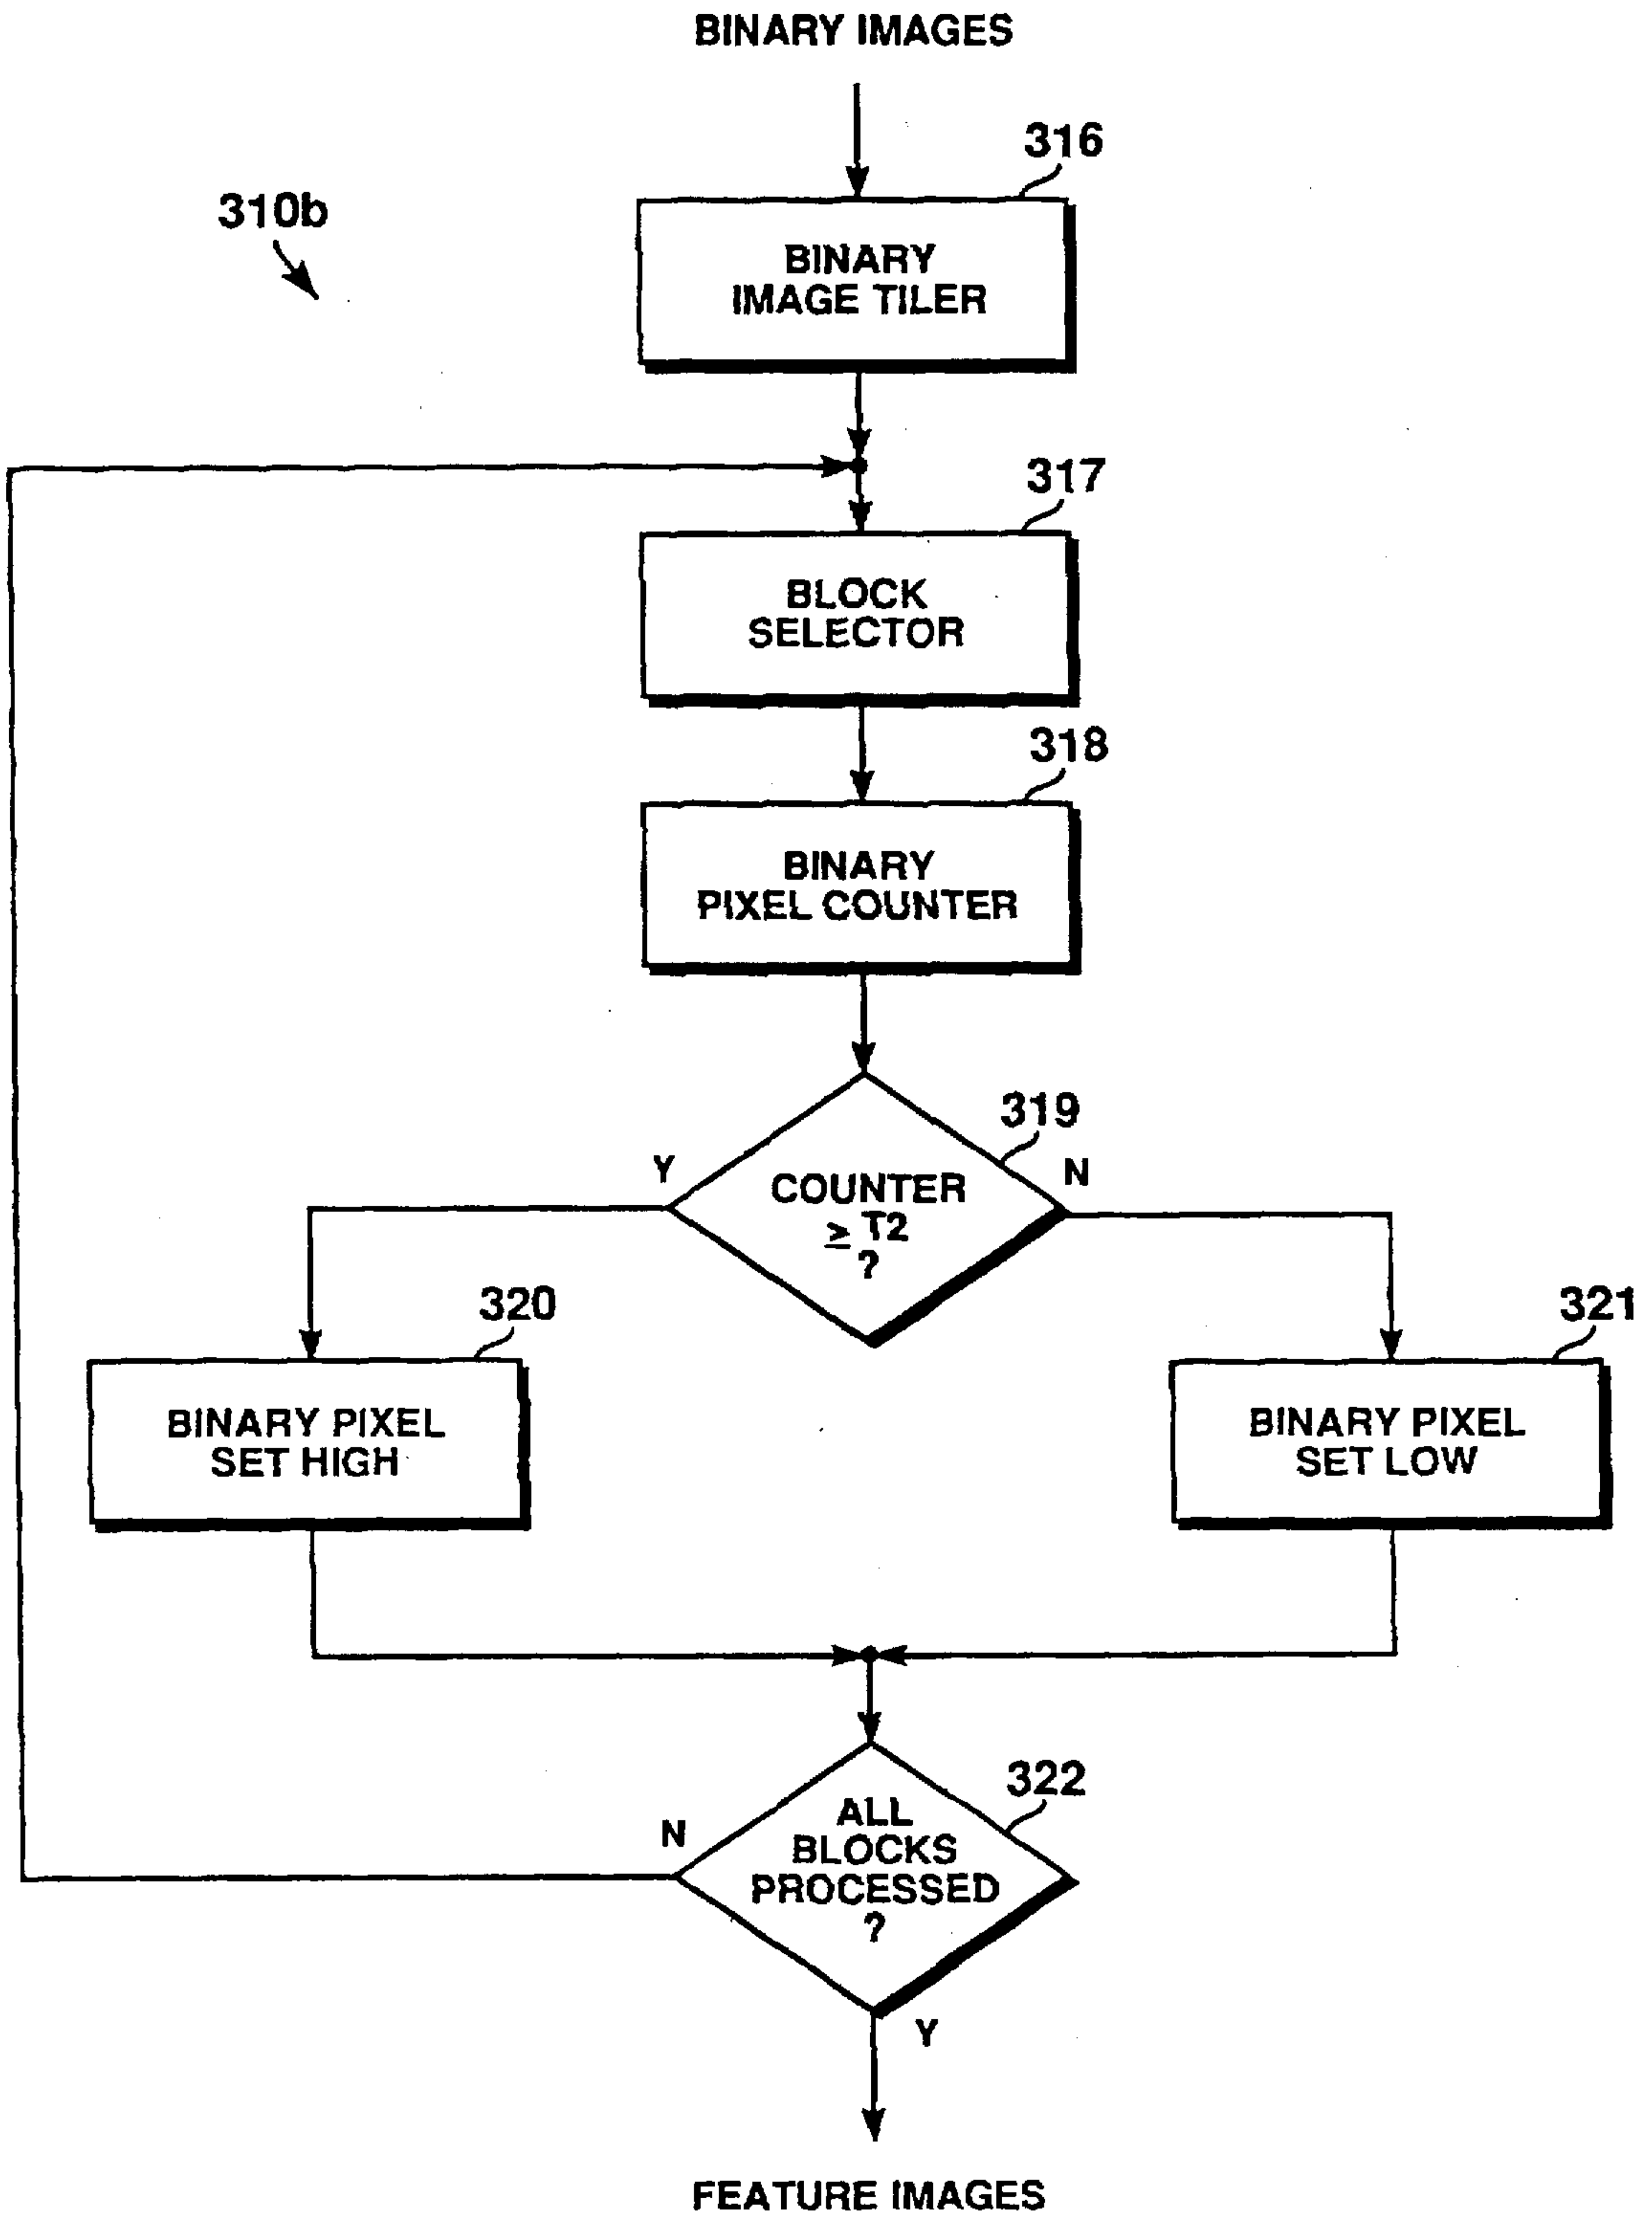 BINARY IMAGES
316
310b
BINARY
IMAGE TILER
317
BLOCK
SELECTOR
318
BINARY
PIXEL COUNTER
319
Y
N
COUNTER
≥ T2
?
320
321
BINARY PIXEL
SET HIGH
BINARY PIXEL
SET LOW
322
N
ALL
BLOCKS
PROCESSED
?
Y
FEATURE IMAGES